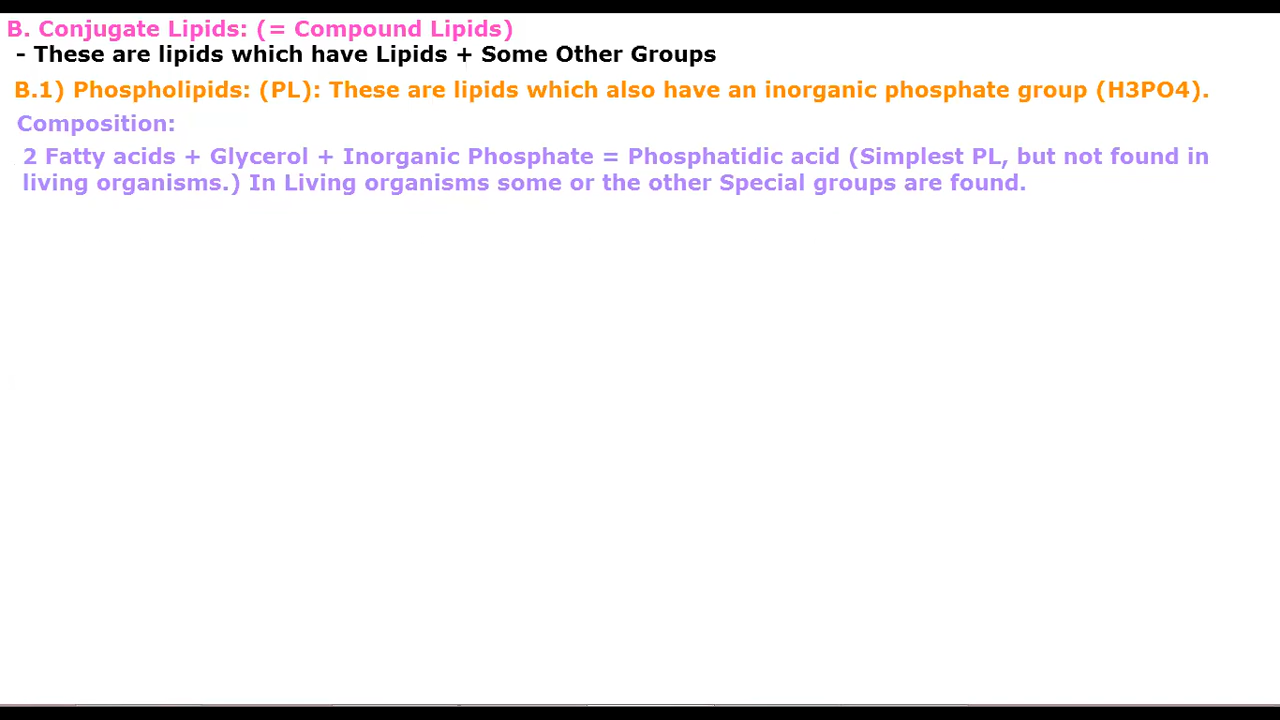 B. Conjugate Lipids: (= Compound Lipids)
- These are lipids which have Lipids + Some Other Groups
B.1) Phospholipids: (PL): These are lipids which also have an inorganic phosphate group (H3PO4).
Composition:
2 Fatty acids + Glycerol + Inorganic Phosphate = Phosphatidic acid (Simplest PL, but not found in
living organisms.) In Living organisms some or the other Special groups are found.